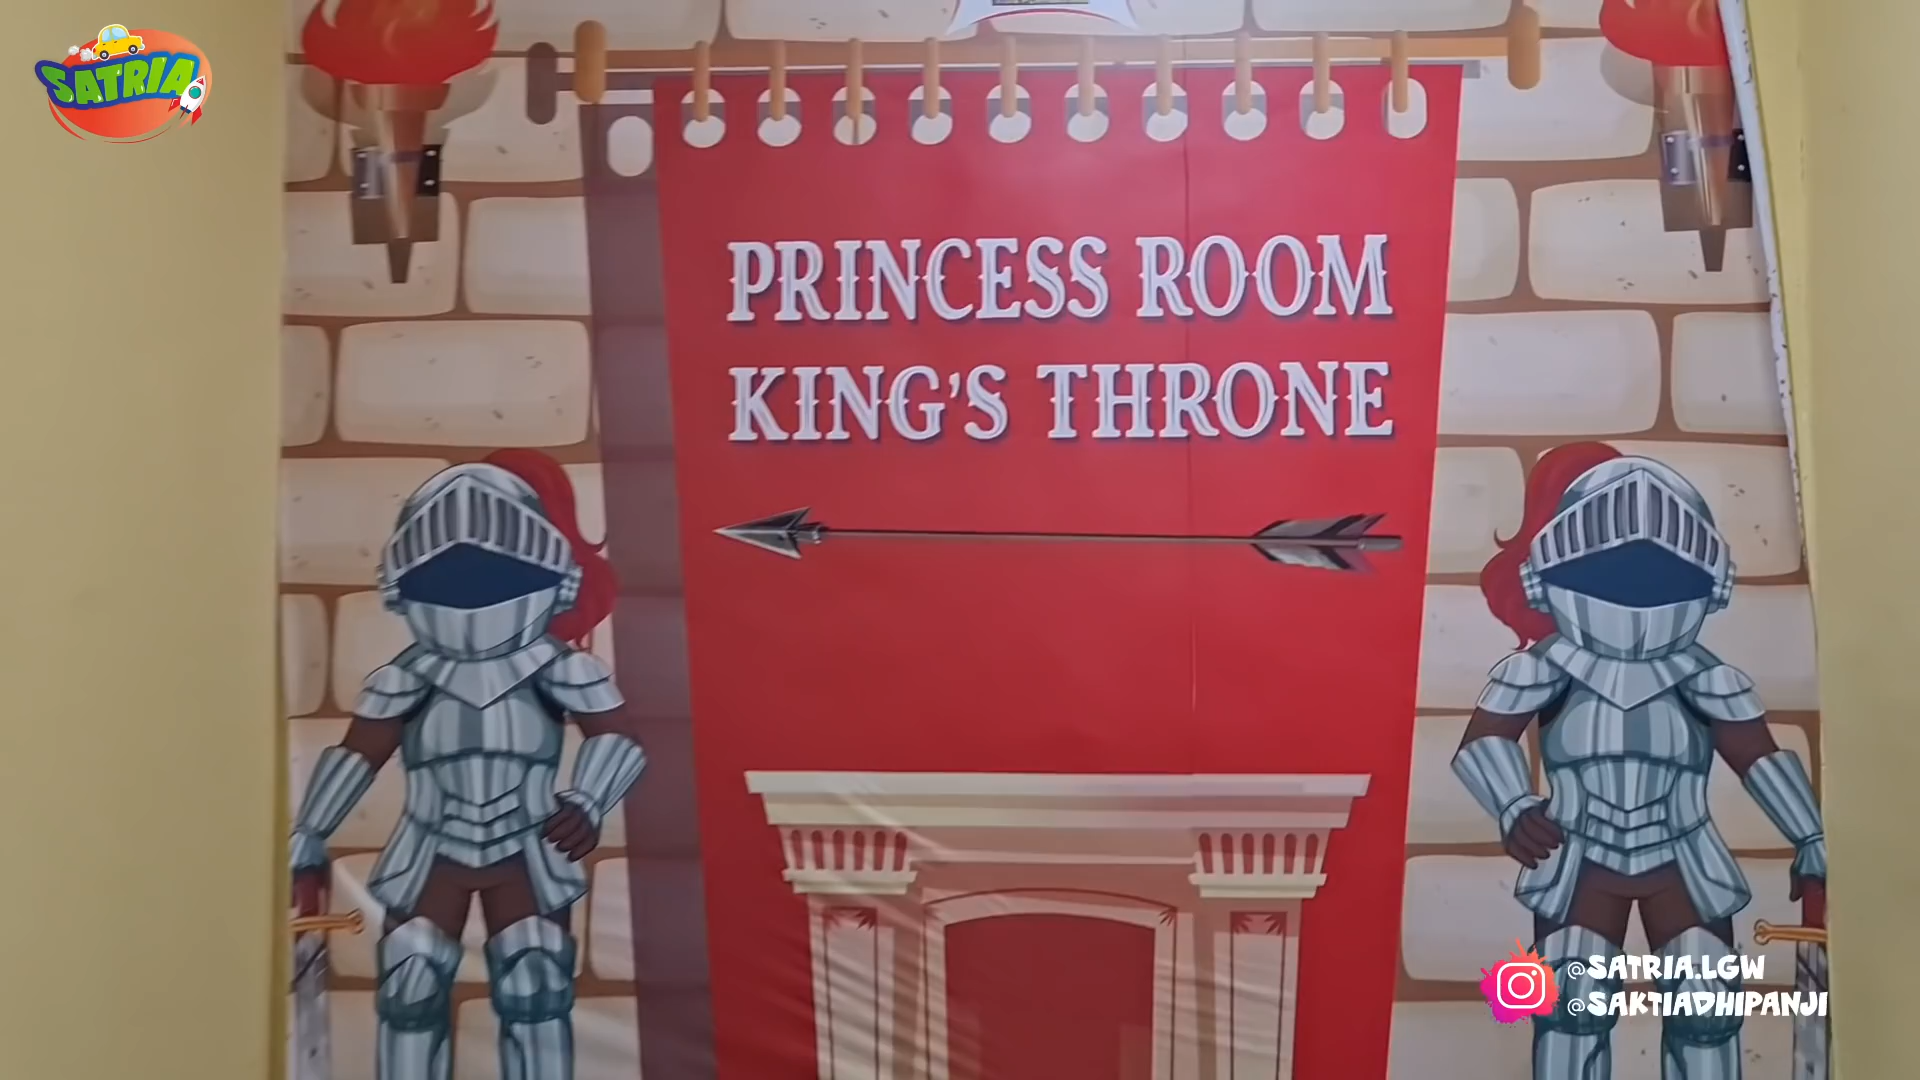 SATRIA
PRINCESS ROOM
KING'S THRONE
@SATRIA.LGW
@SAKTIADHIPANJI